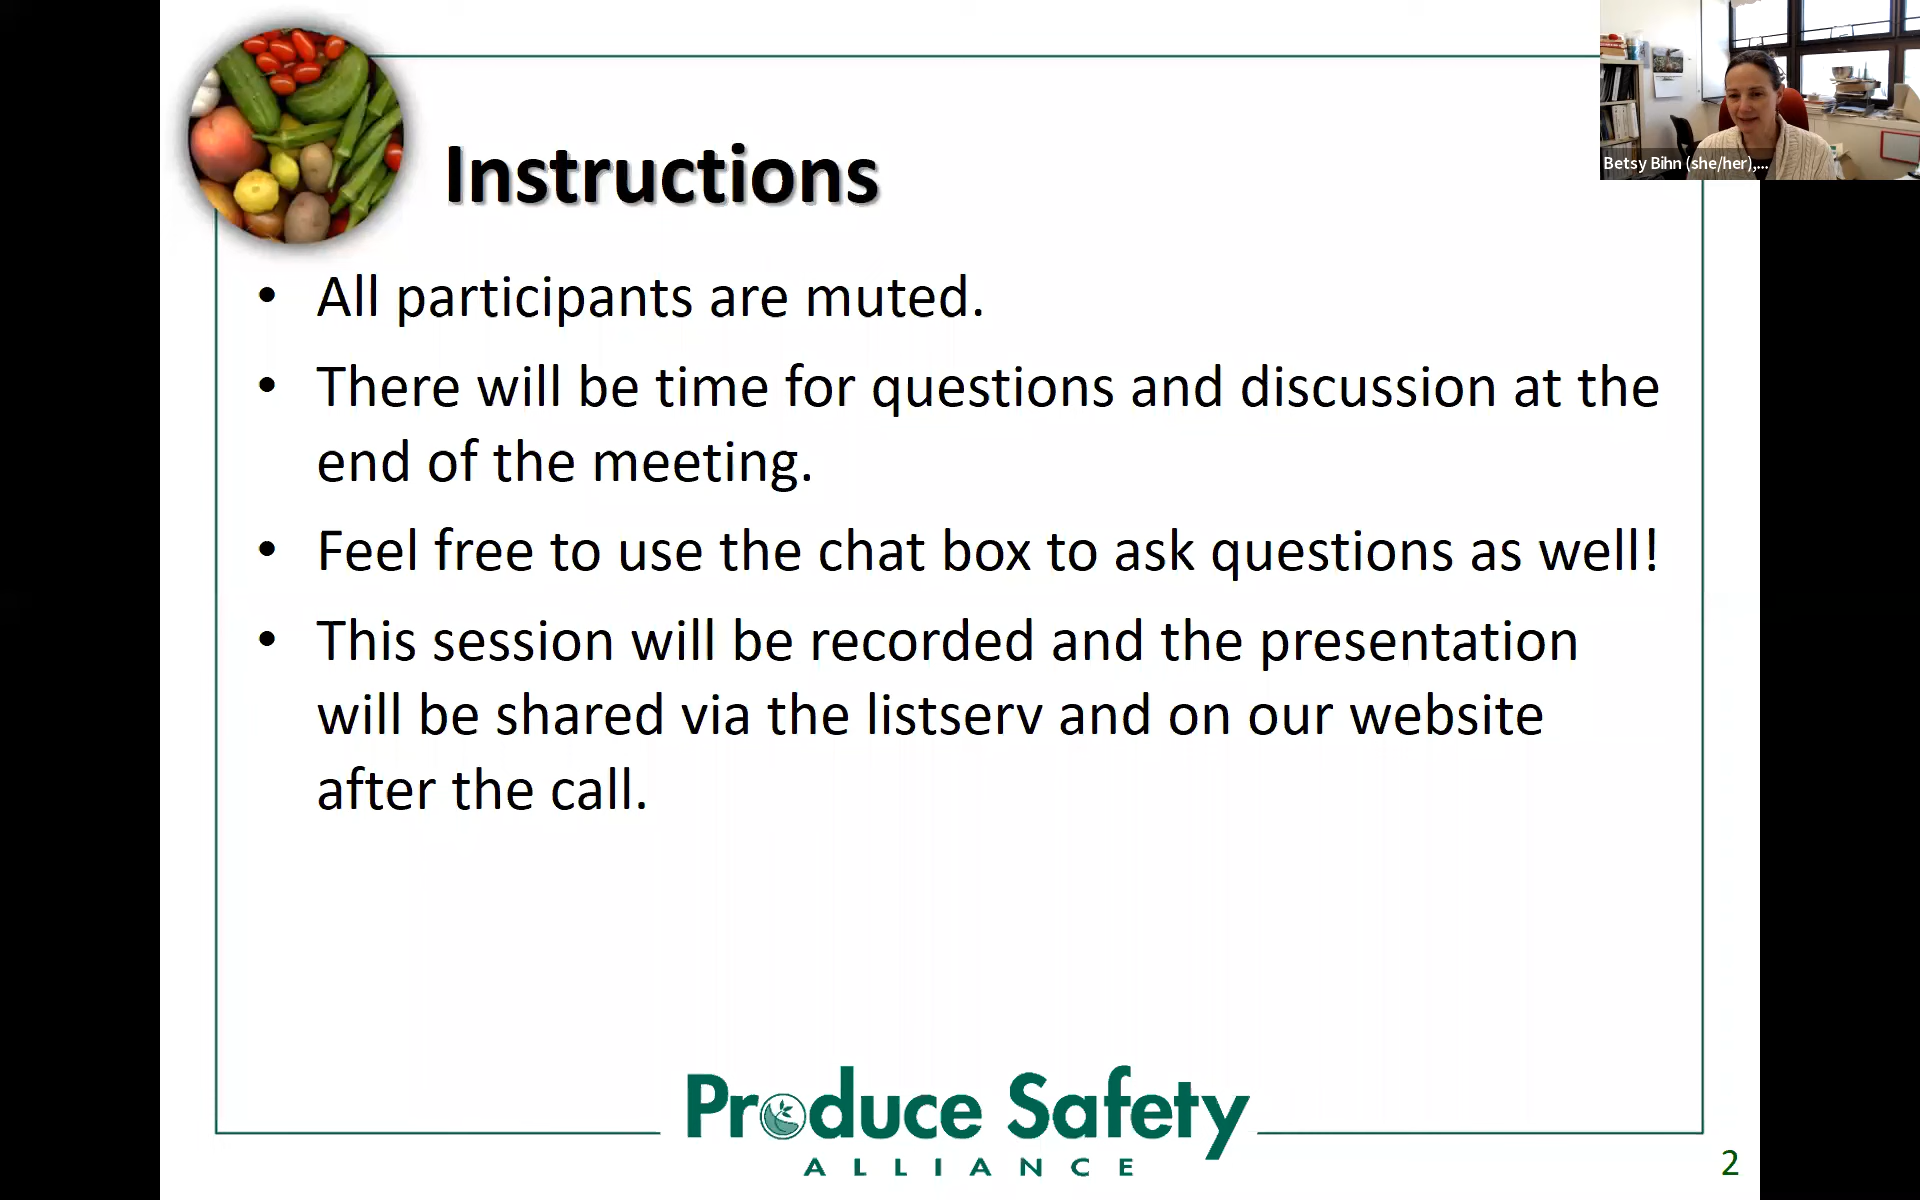 Instructions
Betsy Bihn (she/her),...
• All participants are muted.
• There will be time for questions and discussion at the
end of the meeting.
• Feel free to use the chat box to ask questions as well!
• This session will be recorded and the presentation
will be shared via the listserv and on our website
after the call.
Produce Safety
ALLIANCE
2